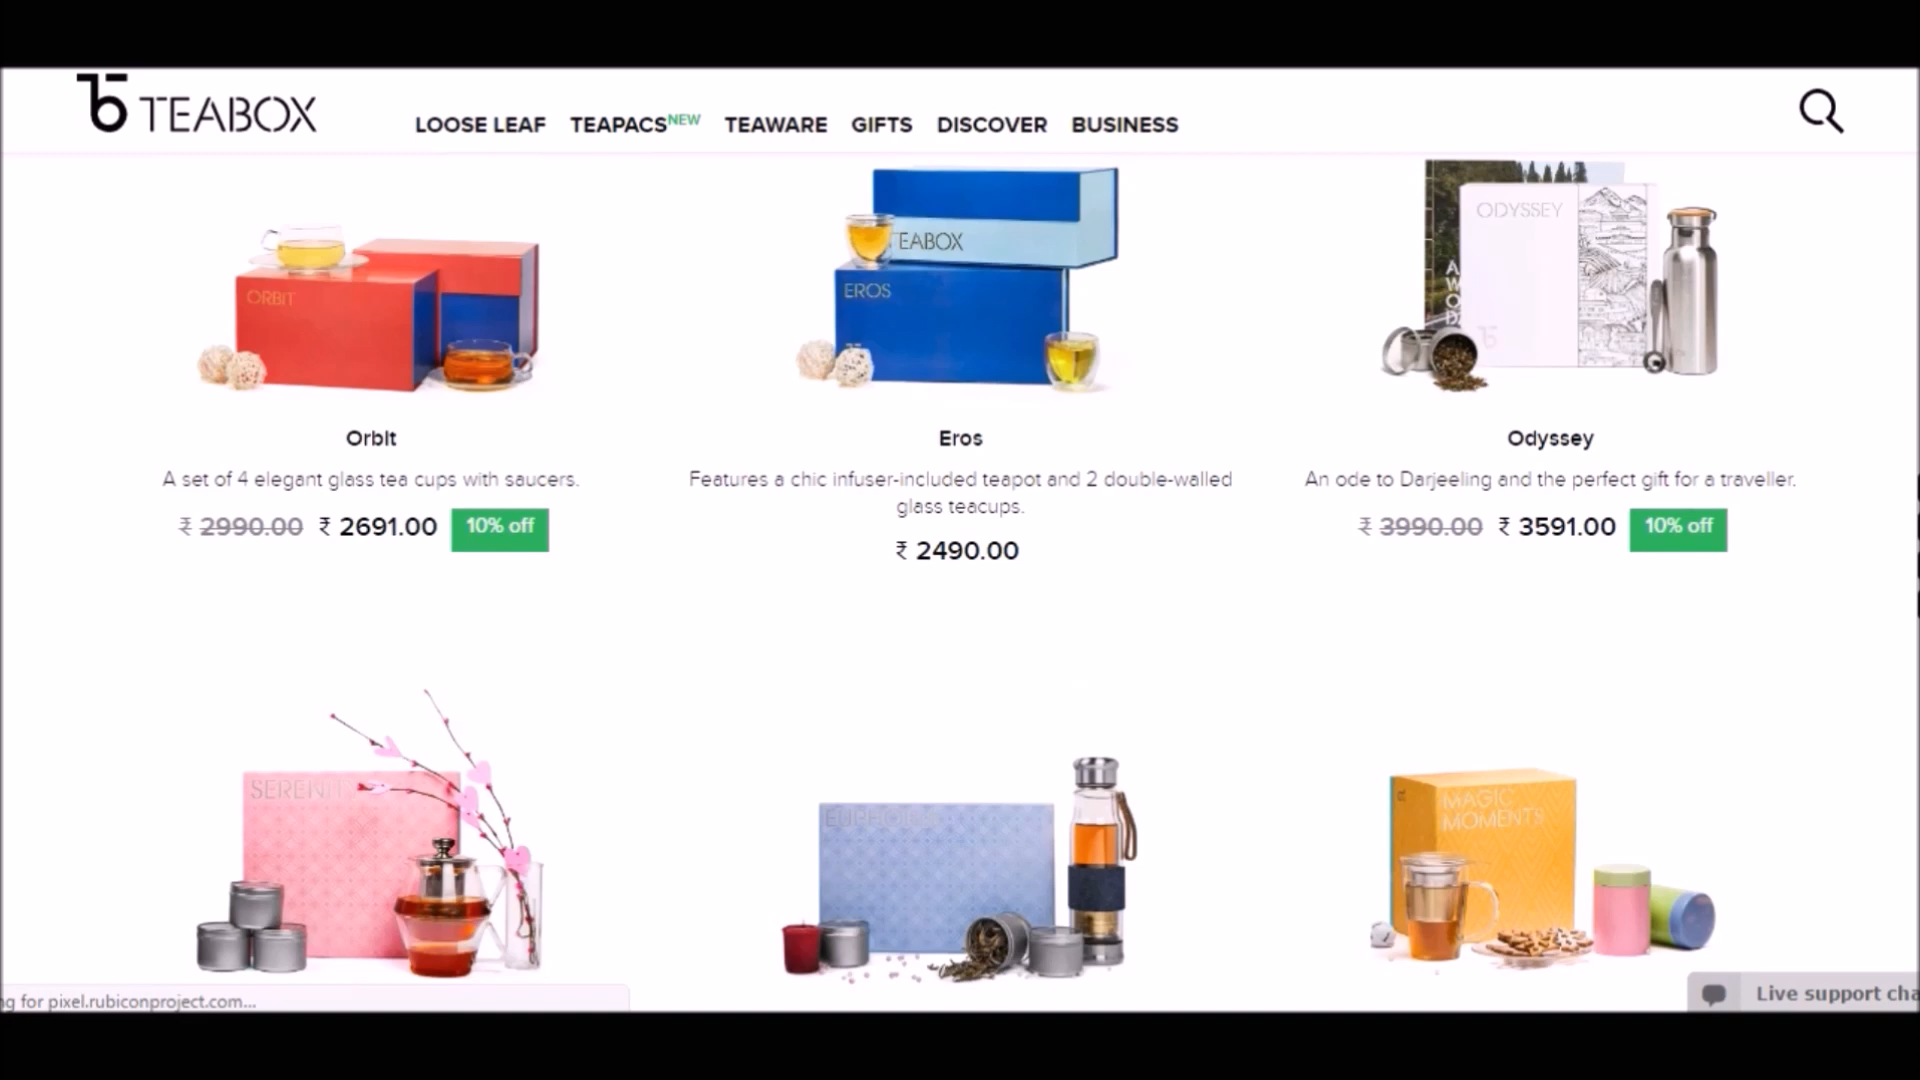 TEABOX
LOOSE LEAF TEAPACS NEW TEAWARE GIFTS DISCOVER BUSINESS
ORBIT
TEABOX
EROS
ODYSSEY
Orbit
Eros
Odyssey
A set of 4 elegant glass tea cups with saucers.
Features a chic infuser-included teapot and 2 double-walled
glass teacups.
An ode to Darjeeling and the perfect gift for a traveller.
₹ 2990.00 ₹ 2691.00 10% off
₹ 2490.00
₹ 3990.00 ₹ 3591.00 10% off
MAGIC
MOMENTS
for pixel.rubiconproject.com...
Live support